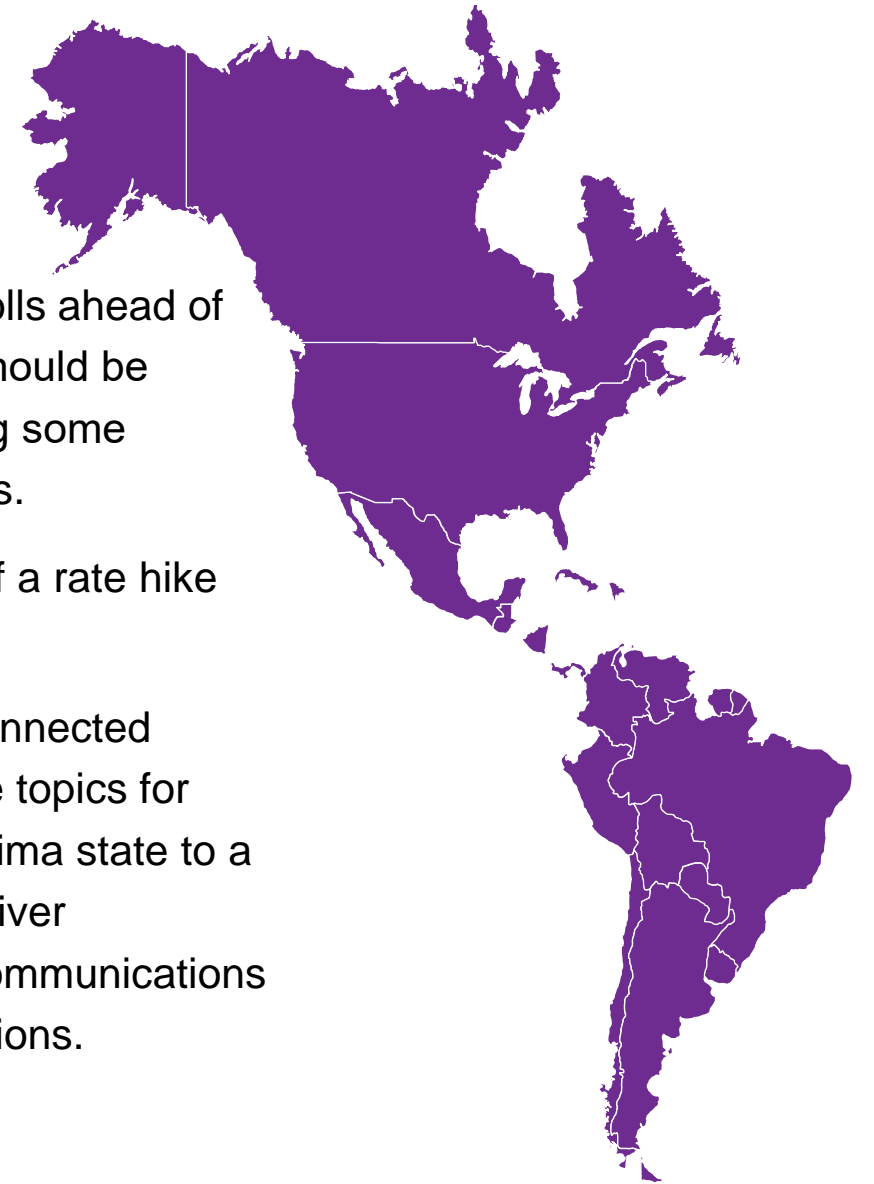 olls ahead of
hould be
g some
s.
f a rate hike
nnected
e topics for
ima state to a
iver
ommunications
ions.